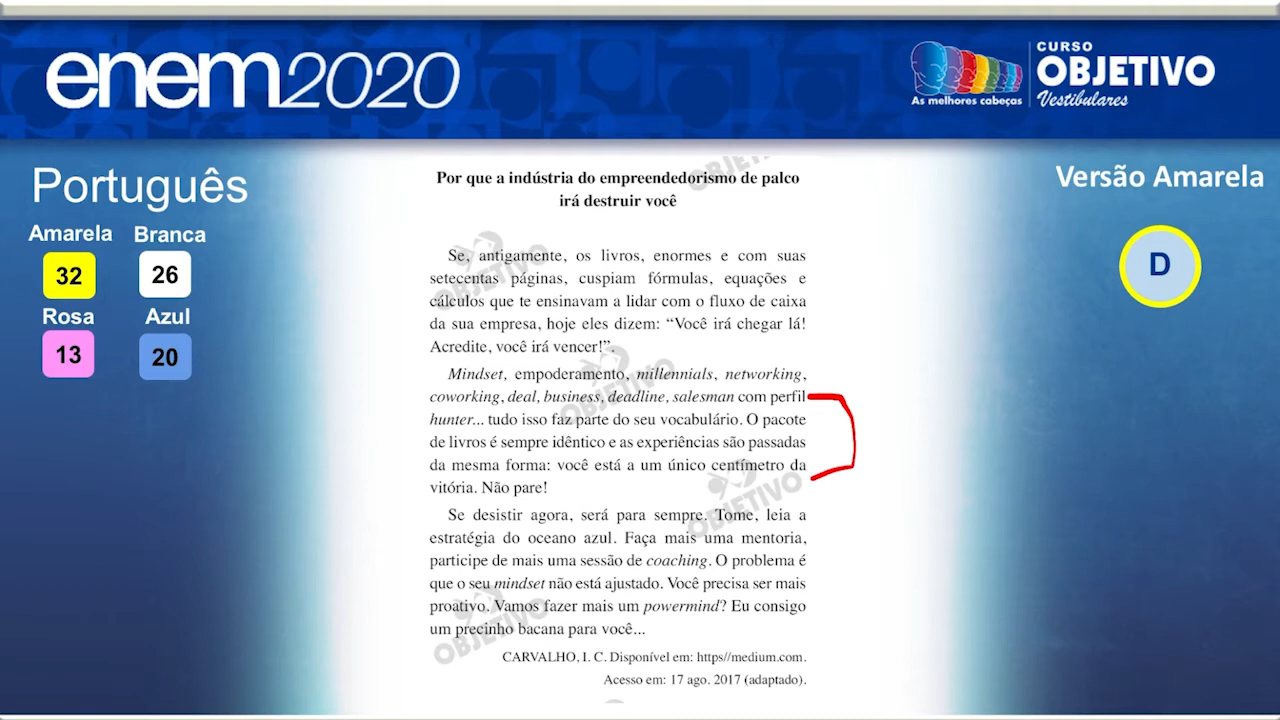 enem2020
CURSO
OBJETIVO
As melhores cabeças
Vestibulares
Português
Amarela Branca
32 26
Rosa Azul
13 20
Versão Amarela
D
Por que a indústria do empreendedorismo de palco
irá destruir você
Se, antigamente, os livros, enormes e com suas
setecentas páginas, cuspiam fórmulas, equações e
cálculos que te ensinavam a lidar com o fluxo de caixa
da sua empresa, hoje eles dizem: “Você irá chegar lá!
Acredite, você irá vencer!”.
Mindset, empoderamento, millennials, networking,
coworking, deal, business, deadline, salesman com perfil
hunter... tudo isso faz parte do seu vocabulário. O pacote
de livros é sempre idêntico e as experiências são passadas
da mesma forma: você está a um único centímetro da
vitória. Não pare!
Se desistir agora, será para sempre. Tome, leia a
estratégia do oceano azul. Faça mais uma mentoria,
participe de mais uma sessão de coaching. O problema é
que o seu mindset não está ajustado. Você precisa ser mais
proativo. Vamos fazer mais um powermind? Eu consigo
um precinho bacana para você...
CARVALHO, I. C. Disponível em: https//medium.com.
Acesso em: 17 ago. 2017 (adaptado).
OBJETIVO
OBJETIVO
OBJETIVO
OBJETIVO
OBJETIVO